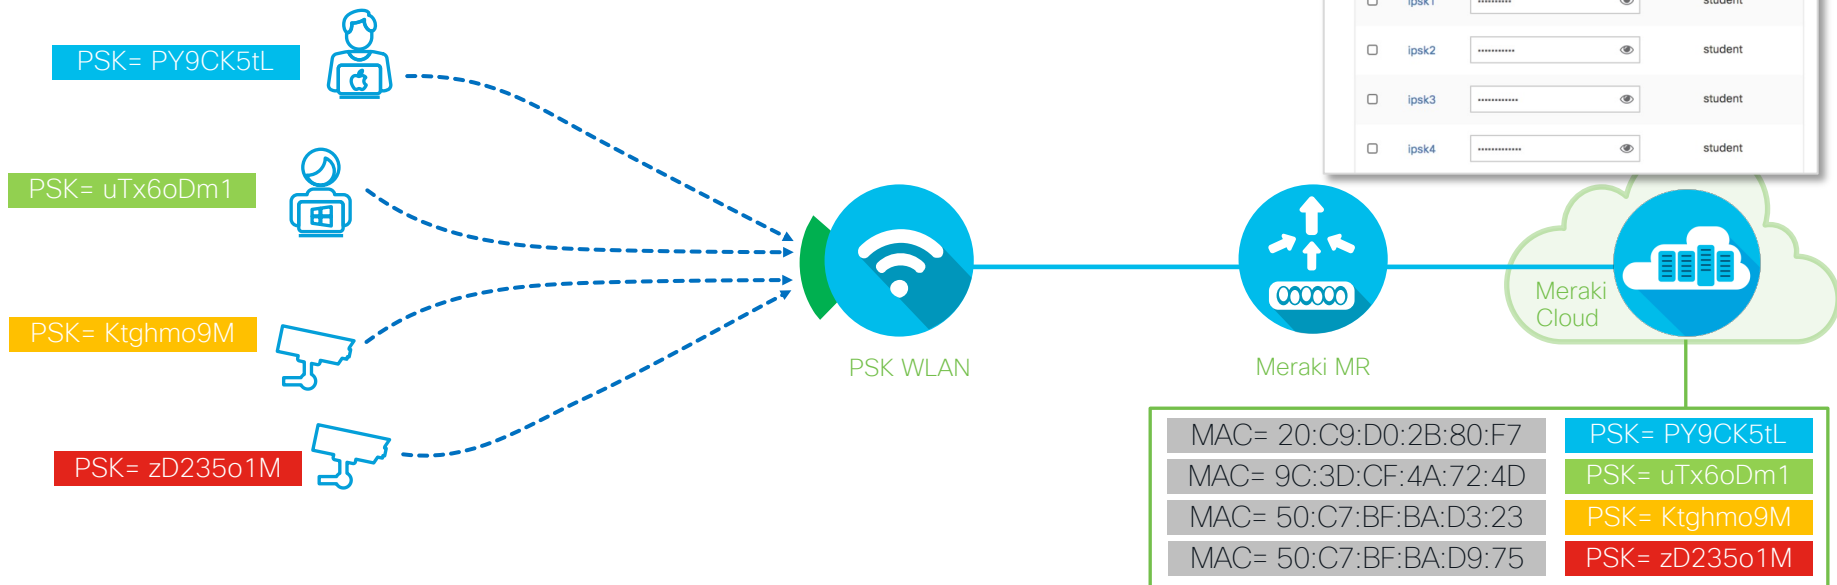 ipsk1 •••••••••• student
ipsk2 ••••••••••• student
ipsk3 •••••••••••• student
ipsk4 ••••••••••••• student
PSK= PY9CK5tL
PSK= uTx6oDm1
PSK= Ktghmo9M
PSK= zD235o1M
PSK WLAN
Meraki MR
Meraki
Cloud
MAC= 20:C9:D0:2B:80:F7 PSK= PY9CK5tL
MAC= 9C:3D:CF:4A:72:4D PSK= uTx6oDm1
MAC= 50:C7:BF:BA:D3:23 PSK= Ktghmo9M
MAC= 50:C7:BF:BA:D9:75 PSK= zD235o1M